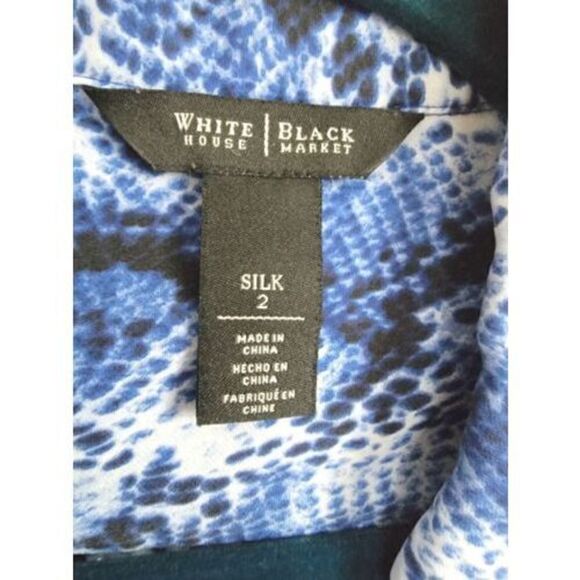 WHITE | BLACK
HOUSE | MARKET
SILK
2
MADE IN
CHINA
HECHO EN
CHINA
FABRIQUÉ EN
CHINE